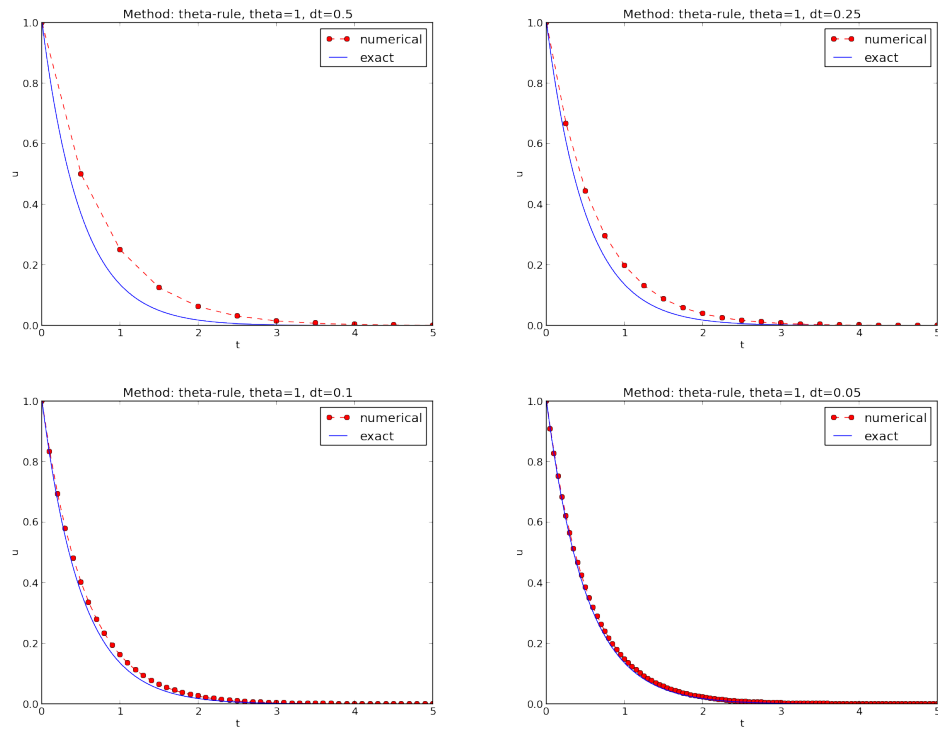 Method: theta-rule, theta=1, dt=0.5
numerical
exact
1.0
0.8
0.6
0.4
0.2
0.0
u
0 1 2 3 4 5
t
Method: theta-rule, theta=1, dt=0.25
numerical
exact
1.0
0.8
0.6
0.4
0.2
0.0
u
0 1 2 3 4 5
t
Method: theta-rule, theta=1, dt=0.1
numerical
exact
1.0
0.8
0.6
0.4
0.2
0.0
u
0 1 2 3 4 5
t
Method: theta-rule, theta=1, dt=0.05
numerical
exact
1.0
0.8
0.6
0.4
0.2
0.0
u
0 1 2 3 4 5
t